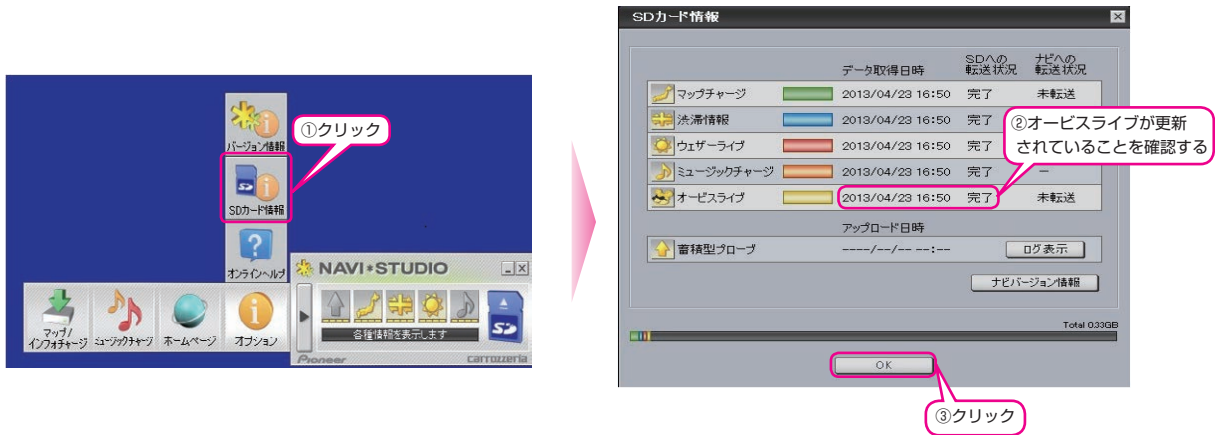 バージョン情報
①クリック
SDカード情報
オンラインヘルプ
NAVI*STUDIO
各種情報を表示します
SD
Pioneer
carrozzeria
マップ/
インフォチャージ
ミュージックチャージ
ホームページ
オプション
SDカード情報
データ取得日時
SDへの
転送状況
ナビへの
転送状況
マップチャージ 2013/04/23 16:50 完了 未転送
渋滞情報 2013/04/23 16:50 完了
ウェザーライブ 2013/04/23 16:50 完了
ミュージックチャージ 2013/04/23 16:50 完了 －
オービスライブ 2013/04/23 16:50 完了 未転送
②オービスライブが更新
されていることを確認する
アップロード日時
蓄積型プローブ ----/--/-- --:-- ログ表示
ナビバージョン情報
Total 0.93GB
OK
③クリック